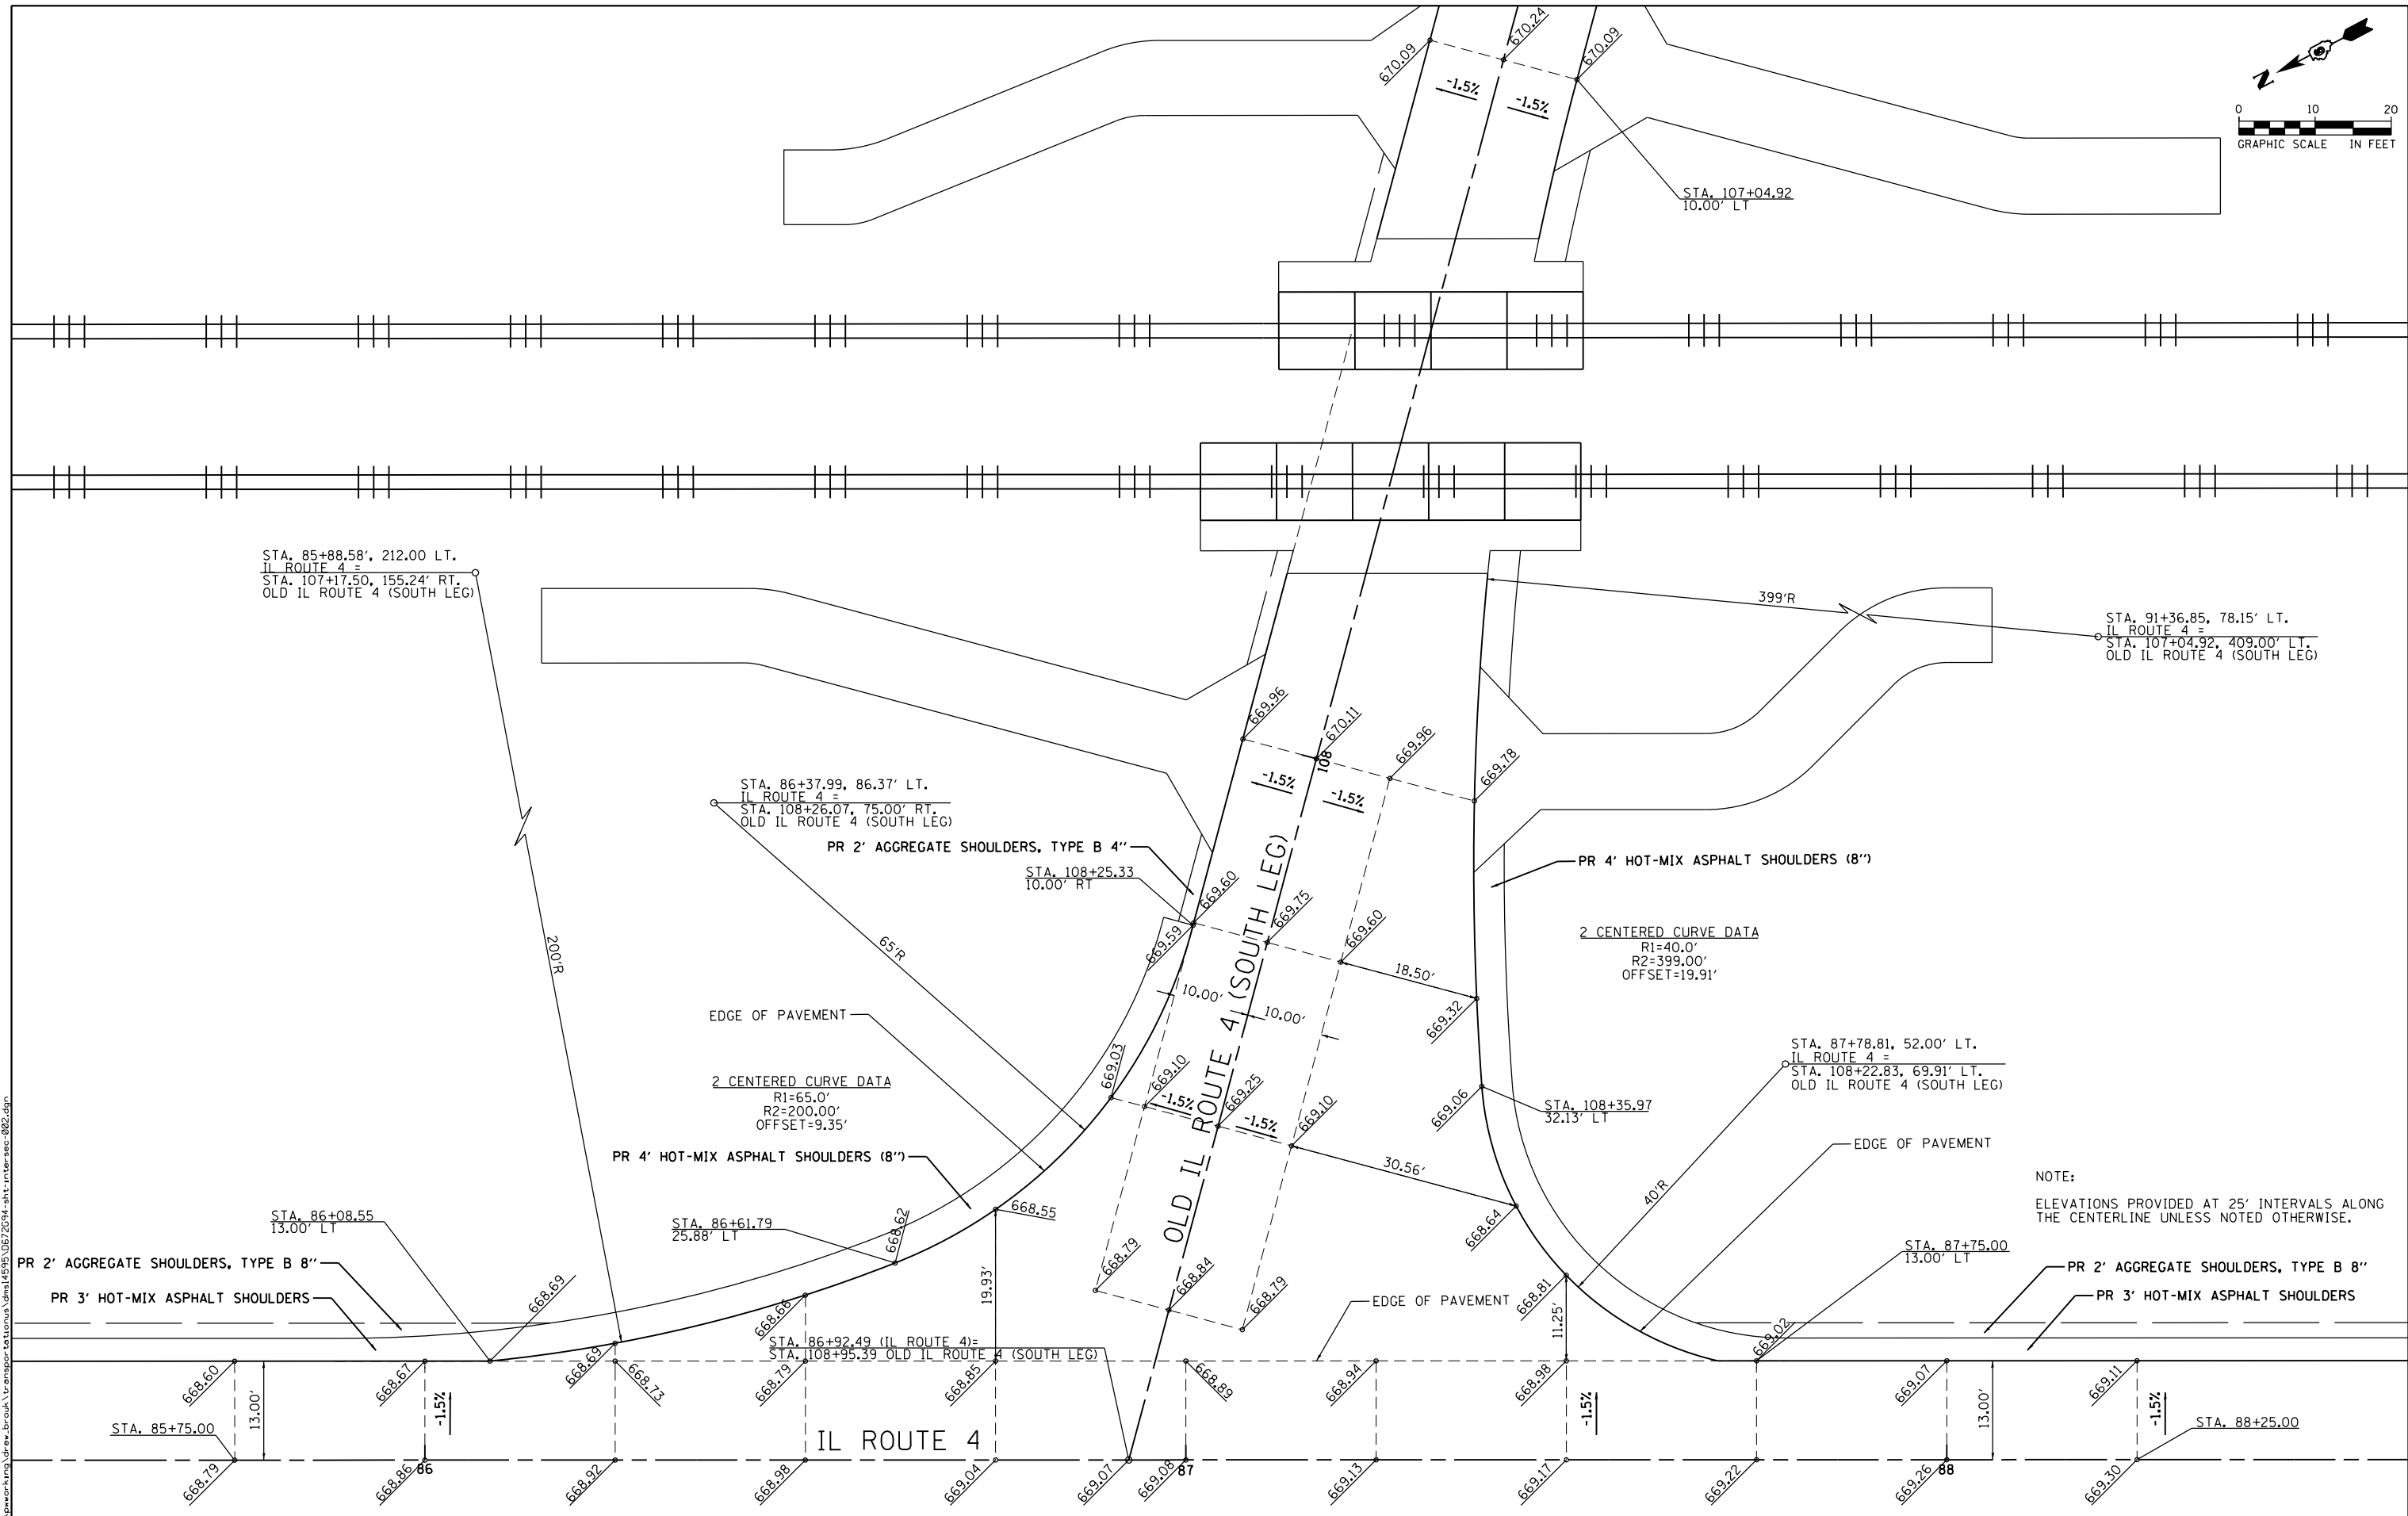 670.09
670.24
670.09
-1.5%
-1.5%
N
0 10 20
GRAPHIC SCALE IN FEET
STA. 107+04.92
10.00' LT
STA. 85+88.58', 212.00 LT.
IL ROUTE 4 =
STA. 107+17.50, 155.24' RT.
OLD IL ROUTE 4 (SOUTH LEG)
399'R
STA. 91+36.85, 78.15' LT.
IL ROUTE 4 =
STA. 107+04.92, 409.00' LT.
OLD IL ROUTE 4 (SOUTH LEG)
669.96
670.11
108
669.96
669.78
-1.5%
-1.5%
STA. 86+37.99, 86.37' LT.
IL ROUTE 4 =
STA. 108+26.07, 75.00' RT.
OLD IL ROUTE 4 (SOUTH LEG)
PR 2' AGGREGATE SHOULDERS, TYPE B 4"
PR 4' HOT-MIX ASPHALT SHOULDERS (8")
STA. 108+25.33
10.00' RT
669.60
669.59
669.75
669.60
200'R
65'R
18.50'
669.32
2 CENTERED CURVE DATA
R1=40.0'
R2=399.00'
OFFSET=19.91'
10.00'
10.00'
EDGE OF PAVEMENT
OLD IL ROUTE 4 (SOUTH LEG)
STA. 87+78.81, 52.00' LT.
IL ROUTE 4 =
STA. 108+22.83, 69.91' LT.
OLD IL ROUTE 4 (SOUTH LEG)
2 CENTERED CURVE DATA
R1=65.0'
R2=200.00'
OFFSET=9.35'
669.03
669.10
669.25
669.10
-1.5%
-1.5%
669.06
STA. 108+35.97
32.13' LT
EDGE OF PAVEMENT
PR 4' HOT-MIX ASPHALT SHOULDERS (8")
30.56'
40'R
NOTE:
ELEVATIONS PROVIDED AT 25' INTERVALS ALONG
THE CENTERLINE UNLESS NOTED OTHERWISE.
STA. 86+08.55
13.00' LT
STA. 86+61.79
25.88' LT
668.62
668.55
668.64
STA. 87+75.00
13.00' LT
PR 2' AGGREGATE SHOULDERS, TYPE B 8"
PR 3' HOT-MIX ASPHALT SHOULDERS
668.69
668.66
19.93'
668.79
668.84
668.79
EDGE OF PAVEMENT
668.81
11.25'
669.02
PR 2' AGGREGATE SHOULDERS, TYPE B 8"
PR 3' HOT-MIX ASPHALT SHOULDERS
STA. 86+92.49 (IL ROUTE 4)=
STA. 108+95.39 OLD IL ROUTE 4 (SOUTH LEG)
668.60
668.67
668.69
668.73
668.79
668.85
668.89
668.94
668.98
669.07
669.11
STA. 85+75.00
13.00'
-1.5%
IL ROUTE 4
-1.5%
13.00'
-1.5%
STA. 88+25.00
668.79
668.86
86
668.92
668.98
669.04
669.07
669.08
87
669.13
669.17
669.22
669.26
88
669.30